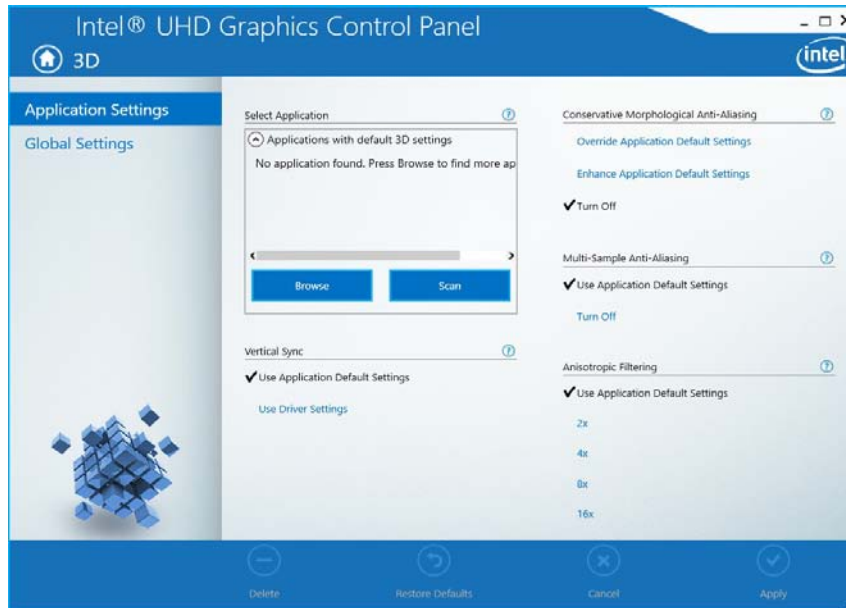 Intel® UHD Graphics Control Panel
3D
intel
Application Settings
Global Settings
Select Application
Applications with default 3D settings
No application found. Press Browse to find more ap
Browse
Scan
Vertical Sync
Use Application Default Settings
Use Driver Settings
Conservative Morphological Anti-Aliasing
Override Application Default Settings
Enhance Application Default Settings
Turn Off
Multi-Sample Anti-Aliasing
Use Application Default Settings
Turn Off
Anisotropic Filtering
Use Application Default Settings
2x
4x
8x
16x
Delete
Restore Defaults
Cancel
Apply